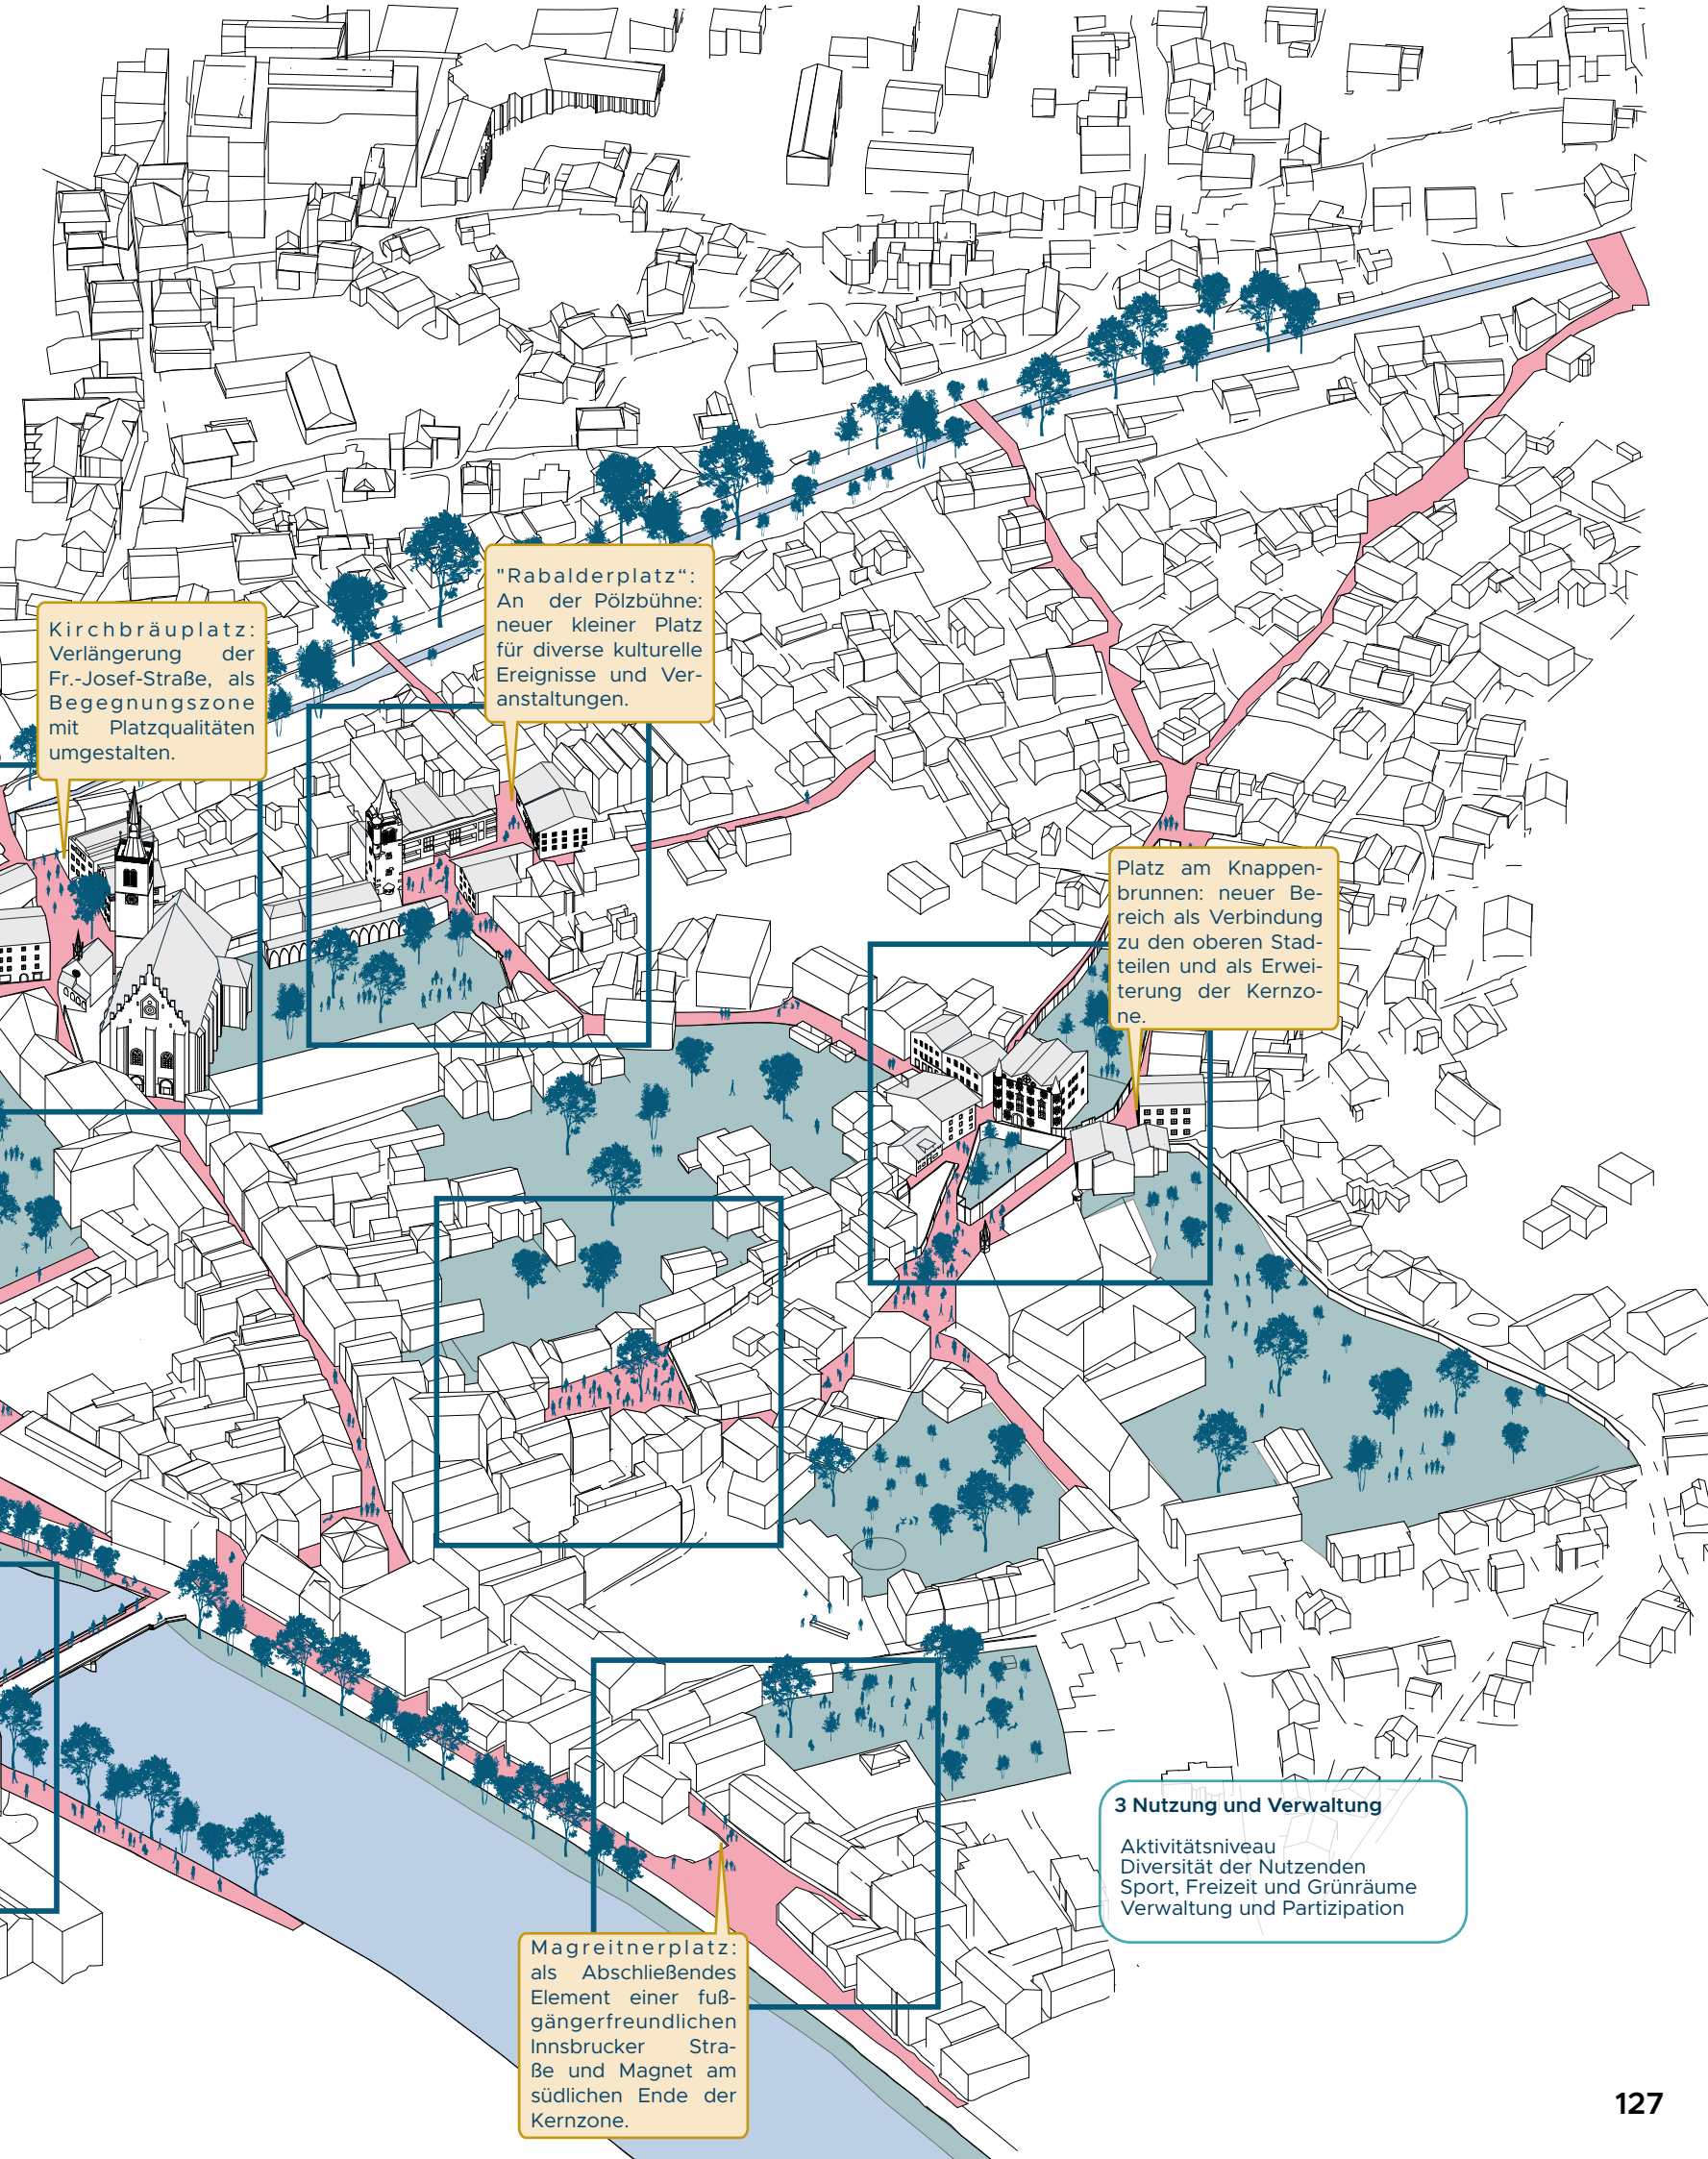 "Rabalderplatz“:
An der Pölzbühne:
neuer kleiner Platz
für diverse kulturelle
Ereignisse und Ver-
anstaltungen.
Kirchbräuplatz:
Verlängerung der
Fr.-Josef-Straße, als
Begegnungszone
mit Platzqualitäten
umgestalten.
Platz am Knappen-
brunnen: neuer Be-
reich als Verbindung
zu den oberen Stad-
teilen und als Erwei-
terung der Kernzo-
ne.
3 Nutzung und Verwaltung
Aktivitätsniveau
Diversität der Nutzenden
Sport, Freizeit und Grünräume
Verwaltung und Partizipation
Magreitnerplatz:
als Abschließendes
Element einer fuß-
gängerfreundlichen
Innsbrucker Stra-
ße und Magnet am
südlichen Ende der
Kernzone.
127